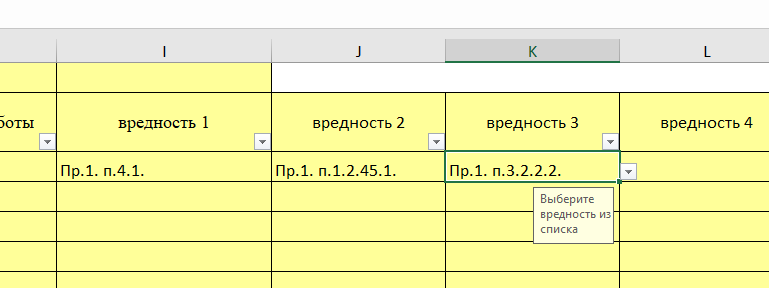 I J K L
боты вредность 1 вредность 2 вредность 3 вредность 4
Пр.1. п.4.1. Пр.1. п.1.2.45.1. Пр.1. п.3.2.2.2.
Выберите
вредность из
списка